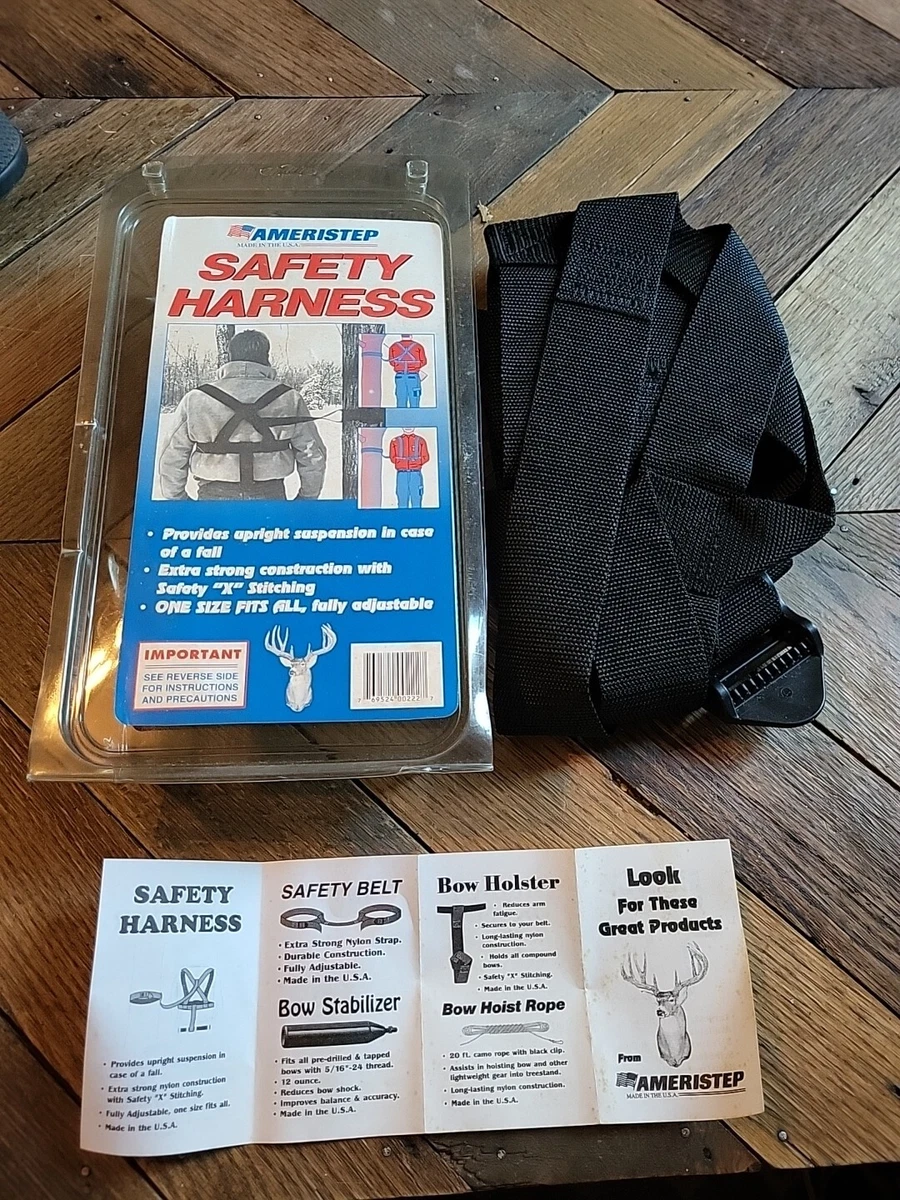 AMERISTEP
MADE IN THE U.S.A.
SAFETY
HARNESS
• Provides upright suspension in case
of a fall
• Extra strong construction with
Safety "X" Stitching
• ONE SIZE FITS ALL, fully adjustable
IMPORTANT
SEE REVERSE SIDE
FOR INSTRUCTIONS
AND PRECAUTIONS
7 69524 00222 7
SAFETY
HARNESS
• Provides upright suspension in
case of a fall.
• Extra strong nylon construction
with Safety "X" Stitching.
• Fully Adjustable, one size fits all.
• Made in the U.S.A.
SAFETY BELT
• Extra Strong Nylon Strap.
• Durable Construction.
• Fully Adjustable.
• Made in the U.S.A.
Bow Stabilizer
• Fits all pre-drilled & tapped
bows with 5/16"-24 thread.
• 12 ounce.
• Reduces bow shock.
• Improves balance & accuracy.
• Made in the U.S.A.
Bow Holster
• Reduces arm
fatigue.
• Secures to your belt.
• Long-lasting nylon
construction.
• Holds all compound
bows.
• Safety "X" Stitching.
• Made in the U.S.A.
Bow Hoist Rope
• 20 ft. camo rope with black clip.
• Assists in hoisting bow and other
lightweight gear into treestand.
• Long-lasting nylon construction.
• Made in the U.S.A.
Look
For These
Great Products
From
AMERISTEP
MADE IN THE U.S.A.